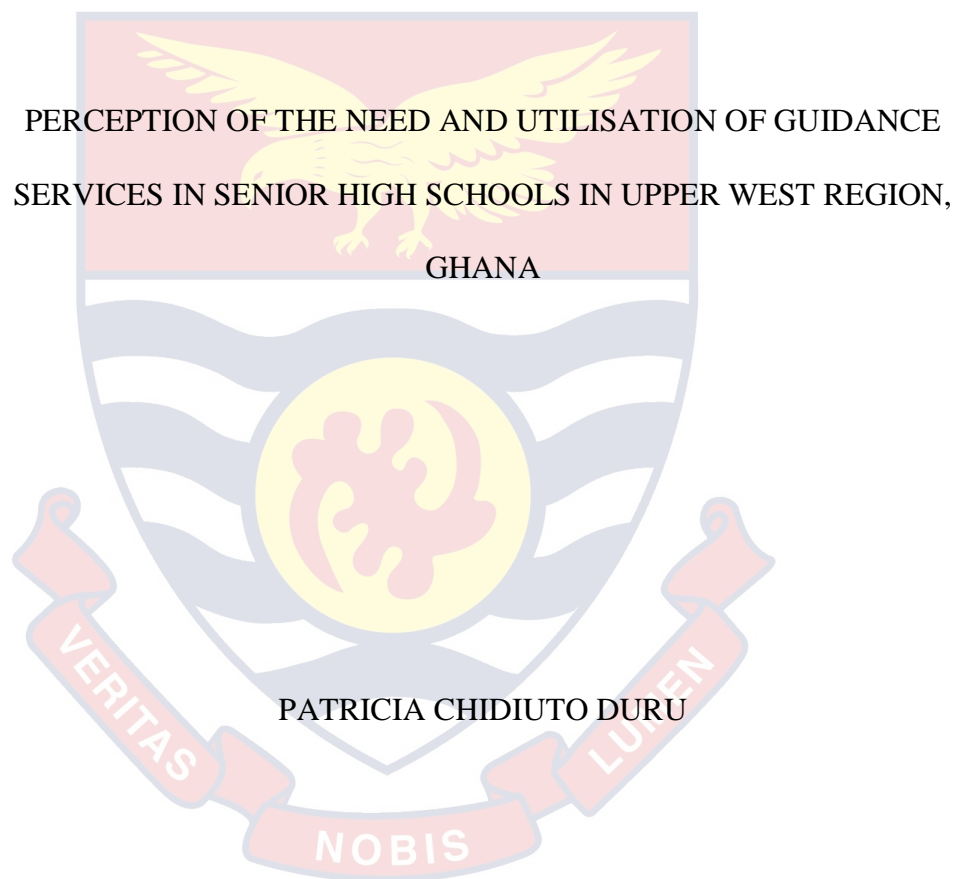 PERCEPTION OF THE NEED AND UTILISATION OF GUIDANCE
SERVICES IN SENIOR HIGH SCHOOLS IN UPPER WEST REGION,
GHANA
PATRICIA CHIDIUTO DURU
VERITAS
NOBIS
LUMEN